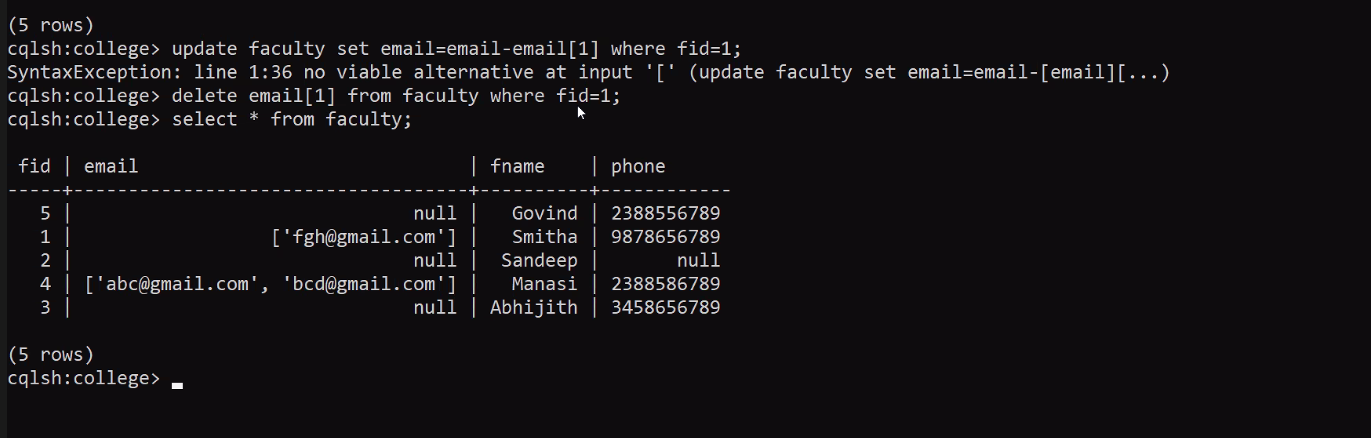 (5 rows)
cqlsh:college> update faculty set email=email-email[1] where fid=1;
SyntaxException: line 1:36 no viable alternative at input '[' (update faculty set email=email-[email][...)
cqlsh:college> delete email[1] from faculty where fid=1;
cqlsh:college> select * from faculty;
 fid | email                              | fname    | phone
-----+------------------------------------+----------+------------
   5 |                               null |   Govind | 2388556789
   1 |                  ['fgh@gmail.com'] |   Smitha | 9878656789
   2 |                               null |  Sandeep |       null
   4 | ['abc@gmail.com', 'bcd@gmail.com'] |   Manasi | 2388586789
   3 |                               null | Abhijith | 3458656789
(5 rows)
cqlsh:college>